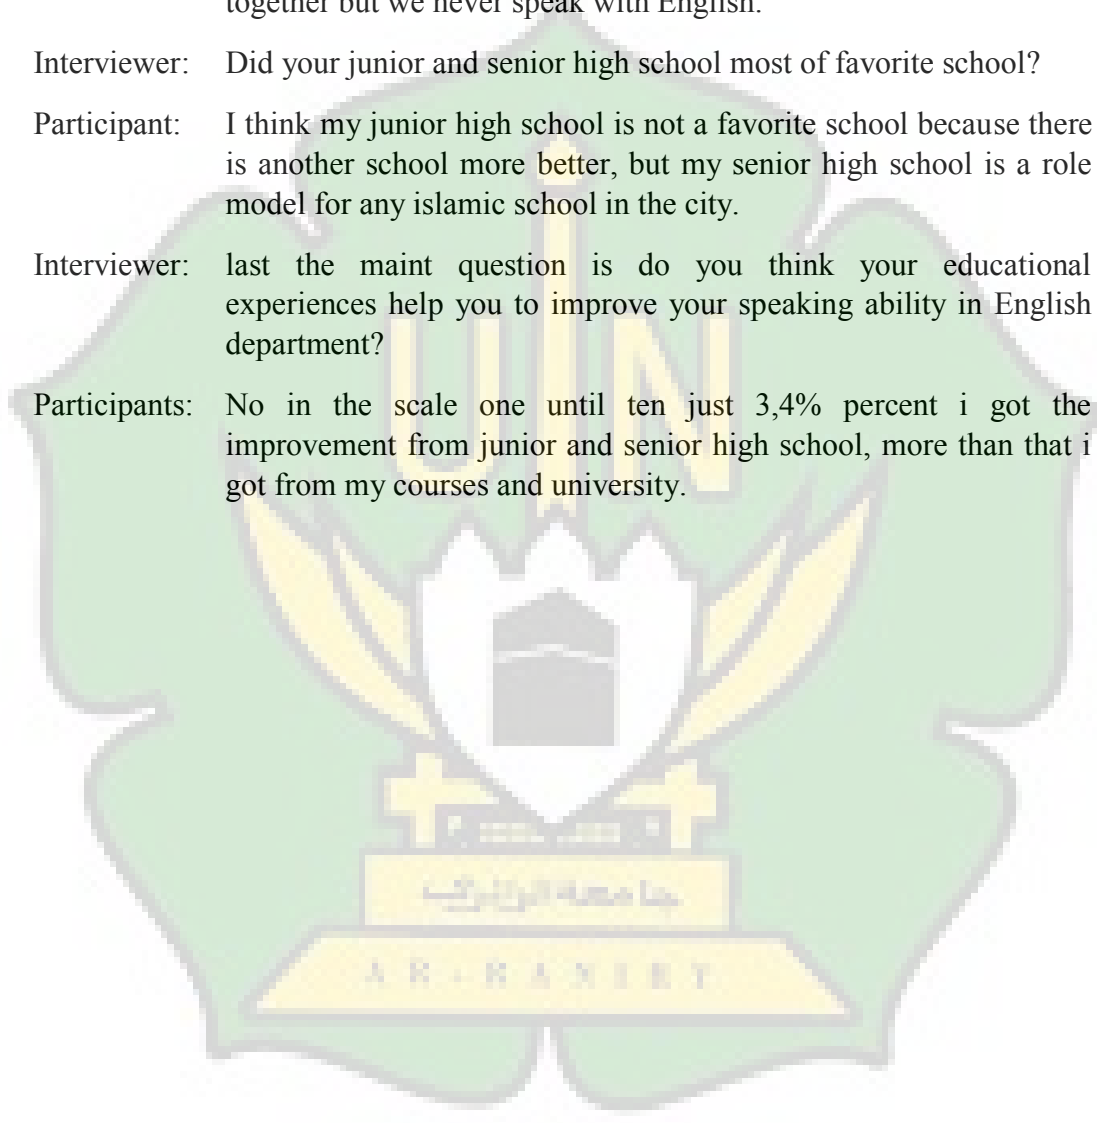 together but we never speak with English.
Interviewer: Did your junior and senior high school most of favorite school?
Participant: I think my junior high school is not a favorite school because there
is another school more better, but my senior high school is a role
model for any islamic school in the city.
Interviewer: last the maint question is do you think your educational
experiences help you to improve your speaking ability in English
department?
Participants: No in the scale one until ten just 3,4% percent i got the
improvement from junior and senior high school, more than that i
got from my courses and university.
UIN
جامعة الرانيري
AR-RANIRY